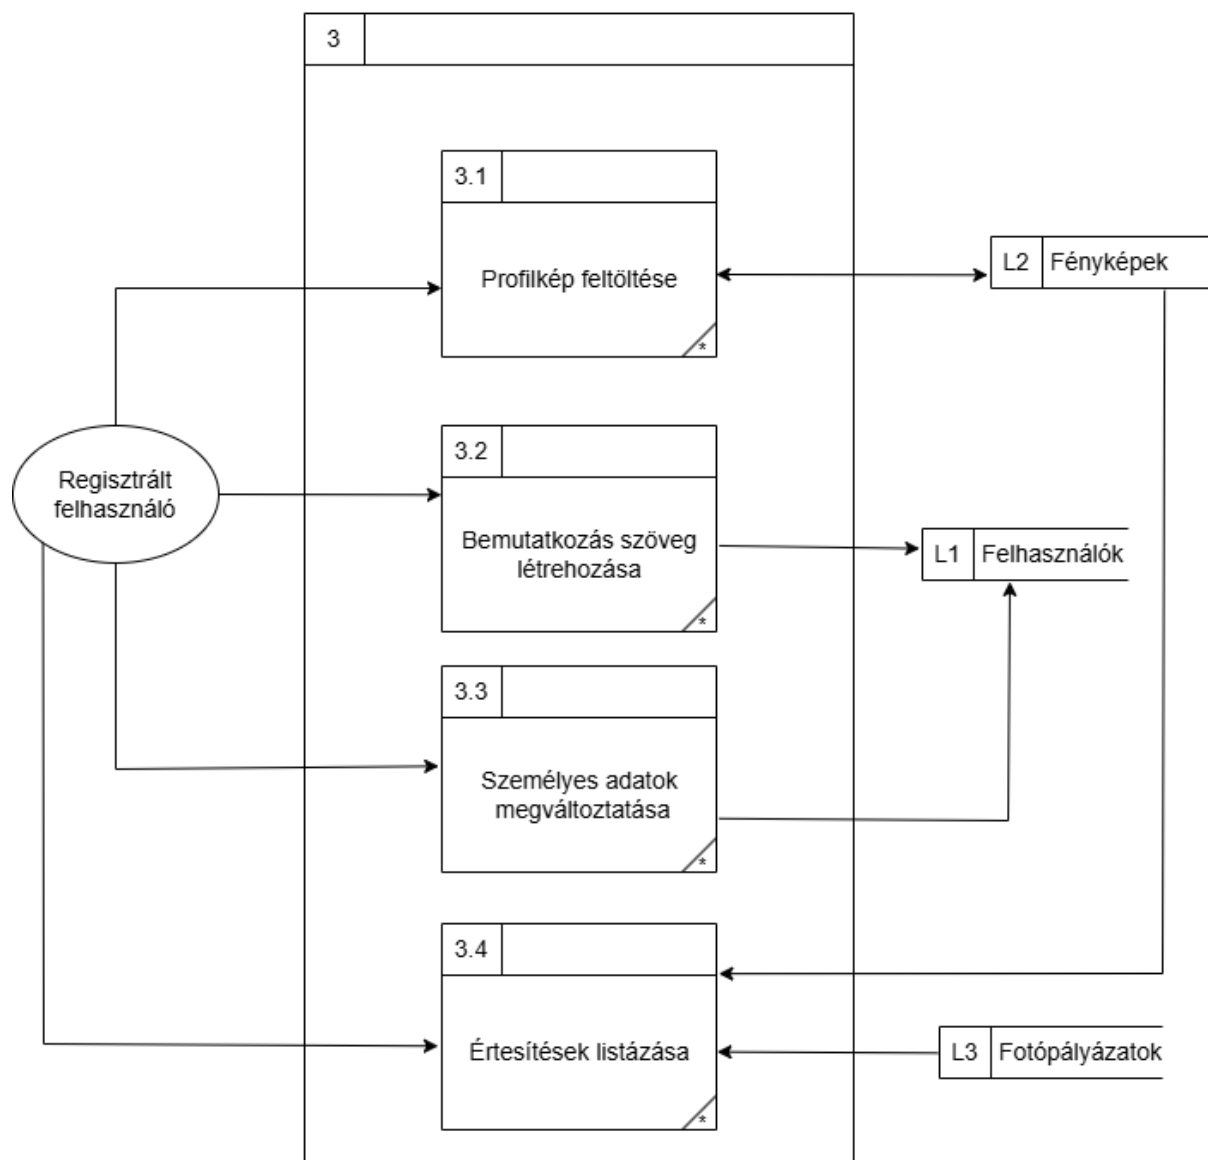 3
3.1
Profilkép feltöltése
*
L2 Fényképek
Regisztrált
felhasználó
3.2
Bemutatkozás szöveg
létrehozása
*
L1 Felhasználók
3.3
Személyes adatok
megváltoztatása
*
3.4
Értesítések listázása
*
L3 Fotópályázatok